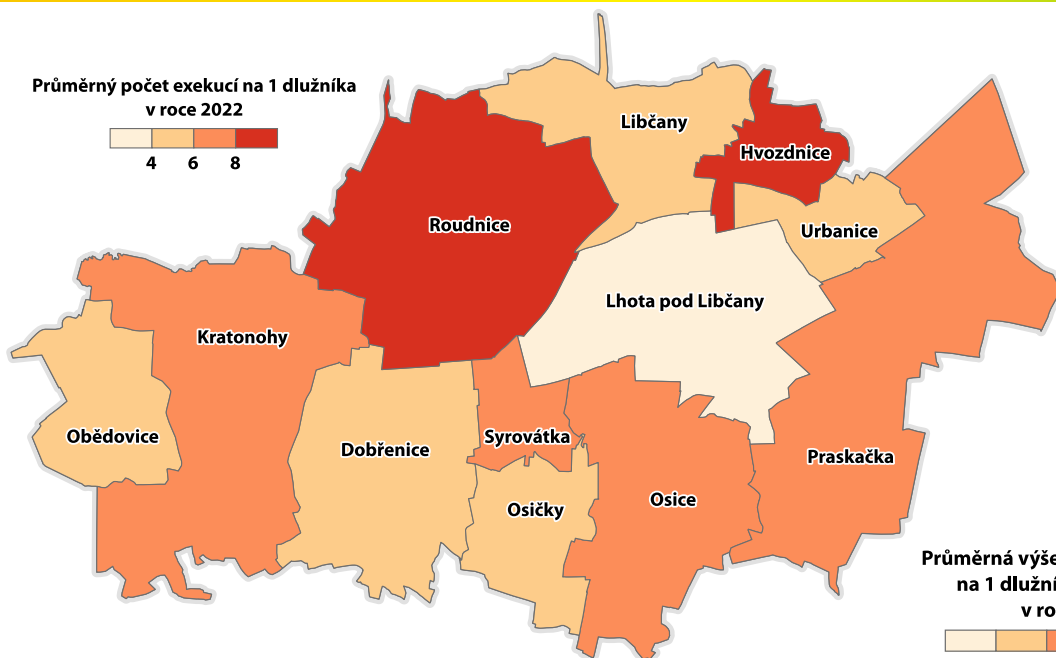 Průměrný počet exekucí na 1 dlužníka
v roce 2022
4 6 8
Libčany
Hvozdnice
Roudnice
Urbanice
Lhota pod Libčany
Kratonohy
Obědovice
Dobřenice
Syrovátka
Praskačka
Osice
Osičky
Průměrná výše
na 1 dlužní
v ro